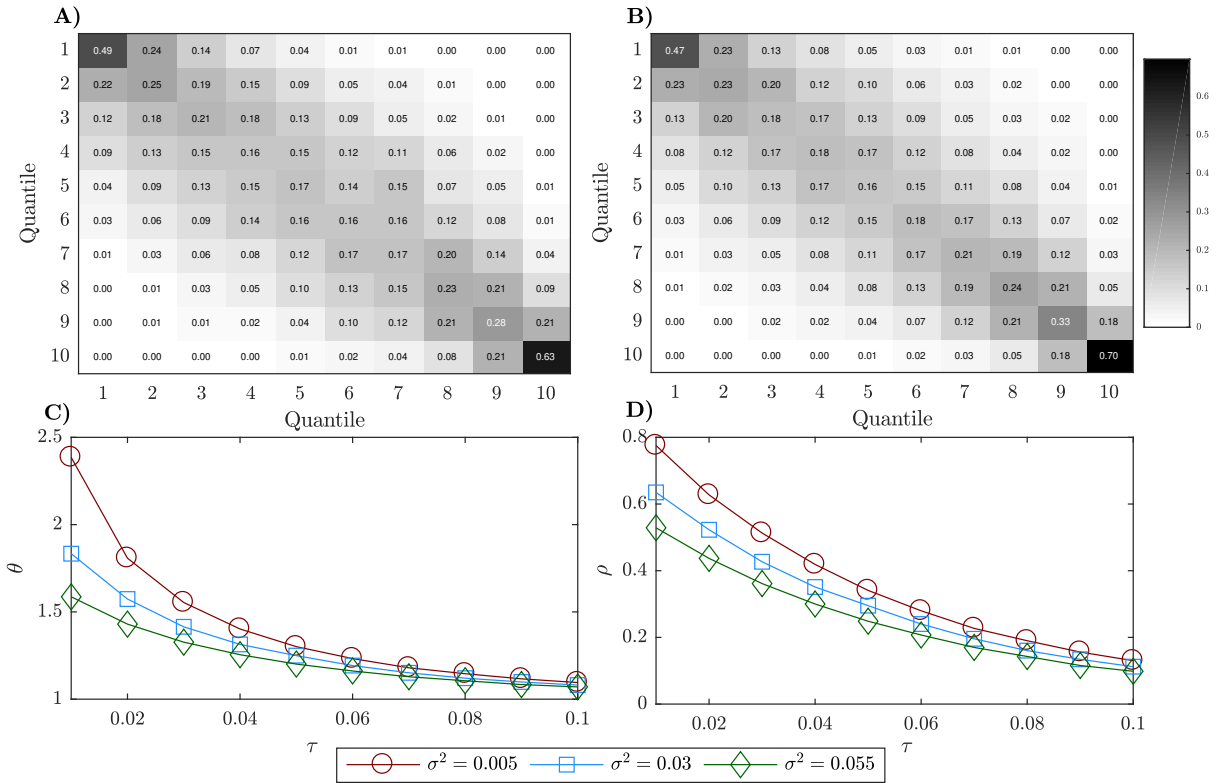 A)
1 0.49 0.24 0.14 0.07 0.04 0.01 0.01 0.00 0.00 0.00
2 0.22 0.25 0.19 0.15 0.09 0.05 0.04 0.01 0.00 0.00
3 0.12 0.18 0.21 0.18 0.13 0.09 0.05 0.02 0.01 0.00
4 0.09 0.13 0.15 0.16 0.15 0.12 0.11 0.06 0.02 0.00
5 0.04 0.09 0.13 0.15 0.17 0.14 0.15 0.07 0.05 0.01
6 0.03 0.06 0.09 0.14 0.16 0.16 0.16 0.12 0.08 0.01
7 0.01 0.03 0.06 0.08 0.12 0.17 0.17 0.20 0.14 0.04
8 0.00 0.01 0.03 0.05 0.10 0.13 0.15 0.23 0.21 0.09
9 0.00 0.01 0.01 0.02 0.04 0.10 0.12 0.21 0.28 0.21
10 0.00 0.00 0.00 0.00 0.01 0.02 0.04 0.08 0.21 0.63
1 2 3 4 5 6 7 8 9 10
Quantile
Quantile
B)
1 0.47 0.23 0.13 0.08 0.05 0.03 0.01 0.01 0.00 0.00
2 0.23 0.23 0.20 0.12 0.10 0.06 0.03 0.02 0.00 0.00
3 0.13 0.20 0.18 0.17 0.13 0.09 0.05 0.03 0.02 0.00
4 0.08 0.12 0.17 0.18 0.17 0.12 0.08 0.04 0.02 0.00
5 0.05 0.10 0.13 0.17 0.16 0.15 0.11 0.08 0.04 0.01
6 0.03 0.06 0.09 0.12 0.15 0.18 0.17 0.13 0.07 0.02
7 0.01 0.03 0.05 0.08 0.11 0.17 0.21 0.19 0.12 0.03
8 0.01 0.02 0.03 0.04 0.08 0.13 0.19 0.24 0.21 0.05
9 0.00 0.00 0.02 0.02 0.04 0.07 0.12 0.21 0.33 0.18
10 0.00 0.00 0.00 0.00 0.01 0.02 0.03 0.05 0.18 0.70
1 2 3 4 5 6 7 8 9 10
Quantile
Quantile
0.6
0.5
0.4
0.3
0.2
0.1
0
C)
2.5
2
1.5
1
θ
0.02 0.04 0.06 0.08 0.1
τ
D)
0.8
0.6
0.4
0.2
0
ρ
0.02 0.04 0.06 0.08 0.1
τ
σ² = 0.005 σ² = 0.03 σ² = 0.055